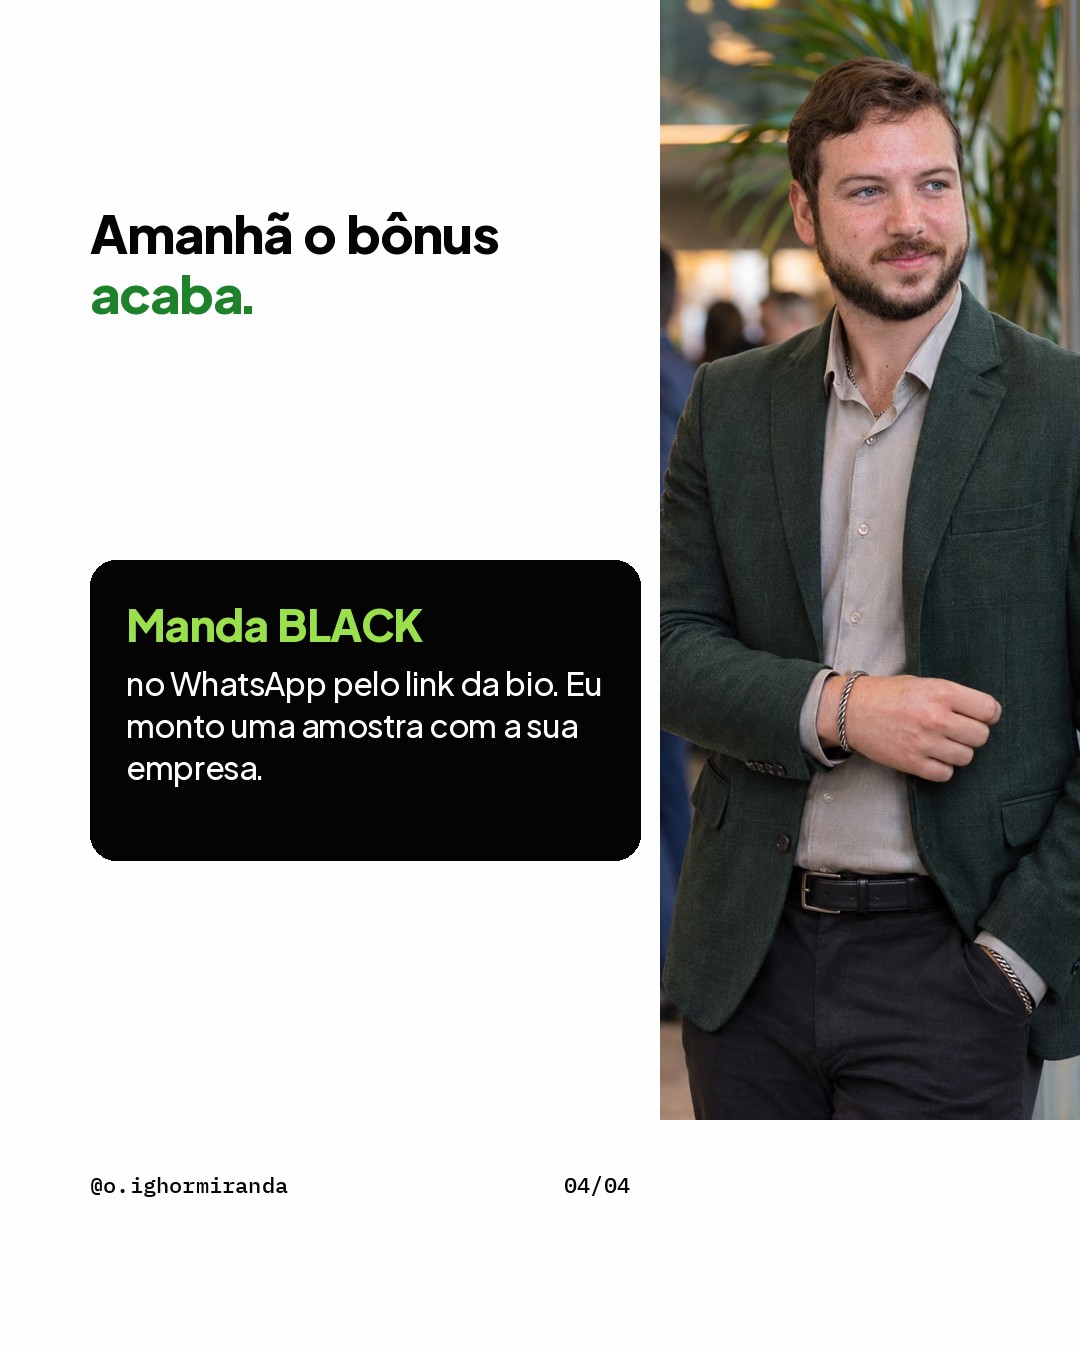 Amanhã o bônus
acaba.
Manda BLACK
no WhatsApp pelo link da bio. Eu
monto uma amostra com a sua
empresa.
@o.ighormiranda
04/04